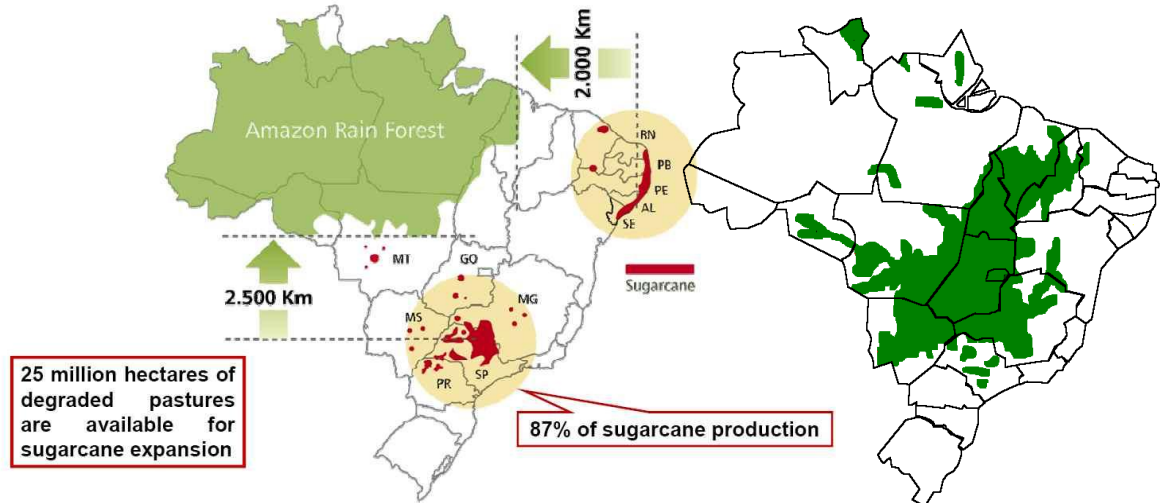 2.000 Km
Amazon Rain Forest
RN
PB
PE
AL
SE
MT
GO
Sugarcane
2.500 Km
MS
MG
PR
SP
25 million hectares of
degraded pastures
are available for
sugarcane expansion
87% of sugarcane production